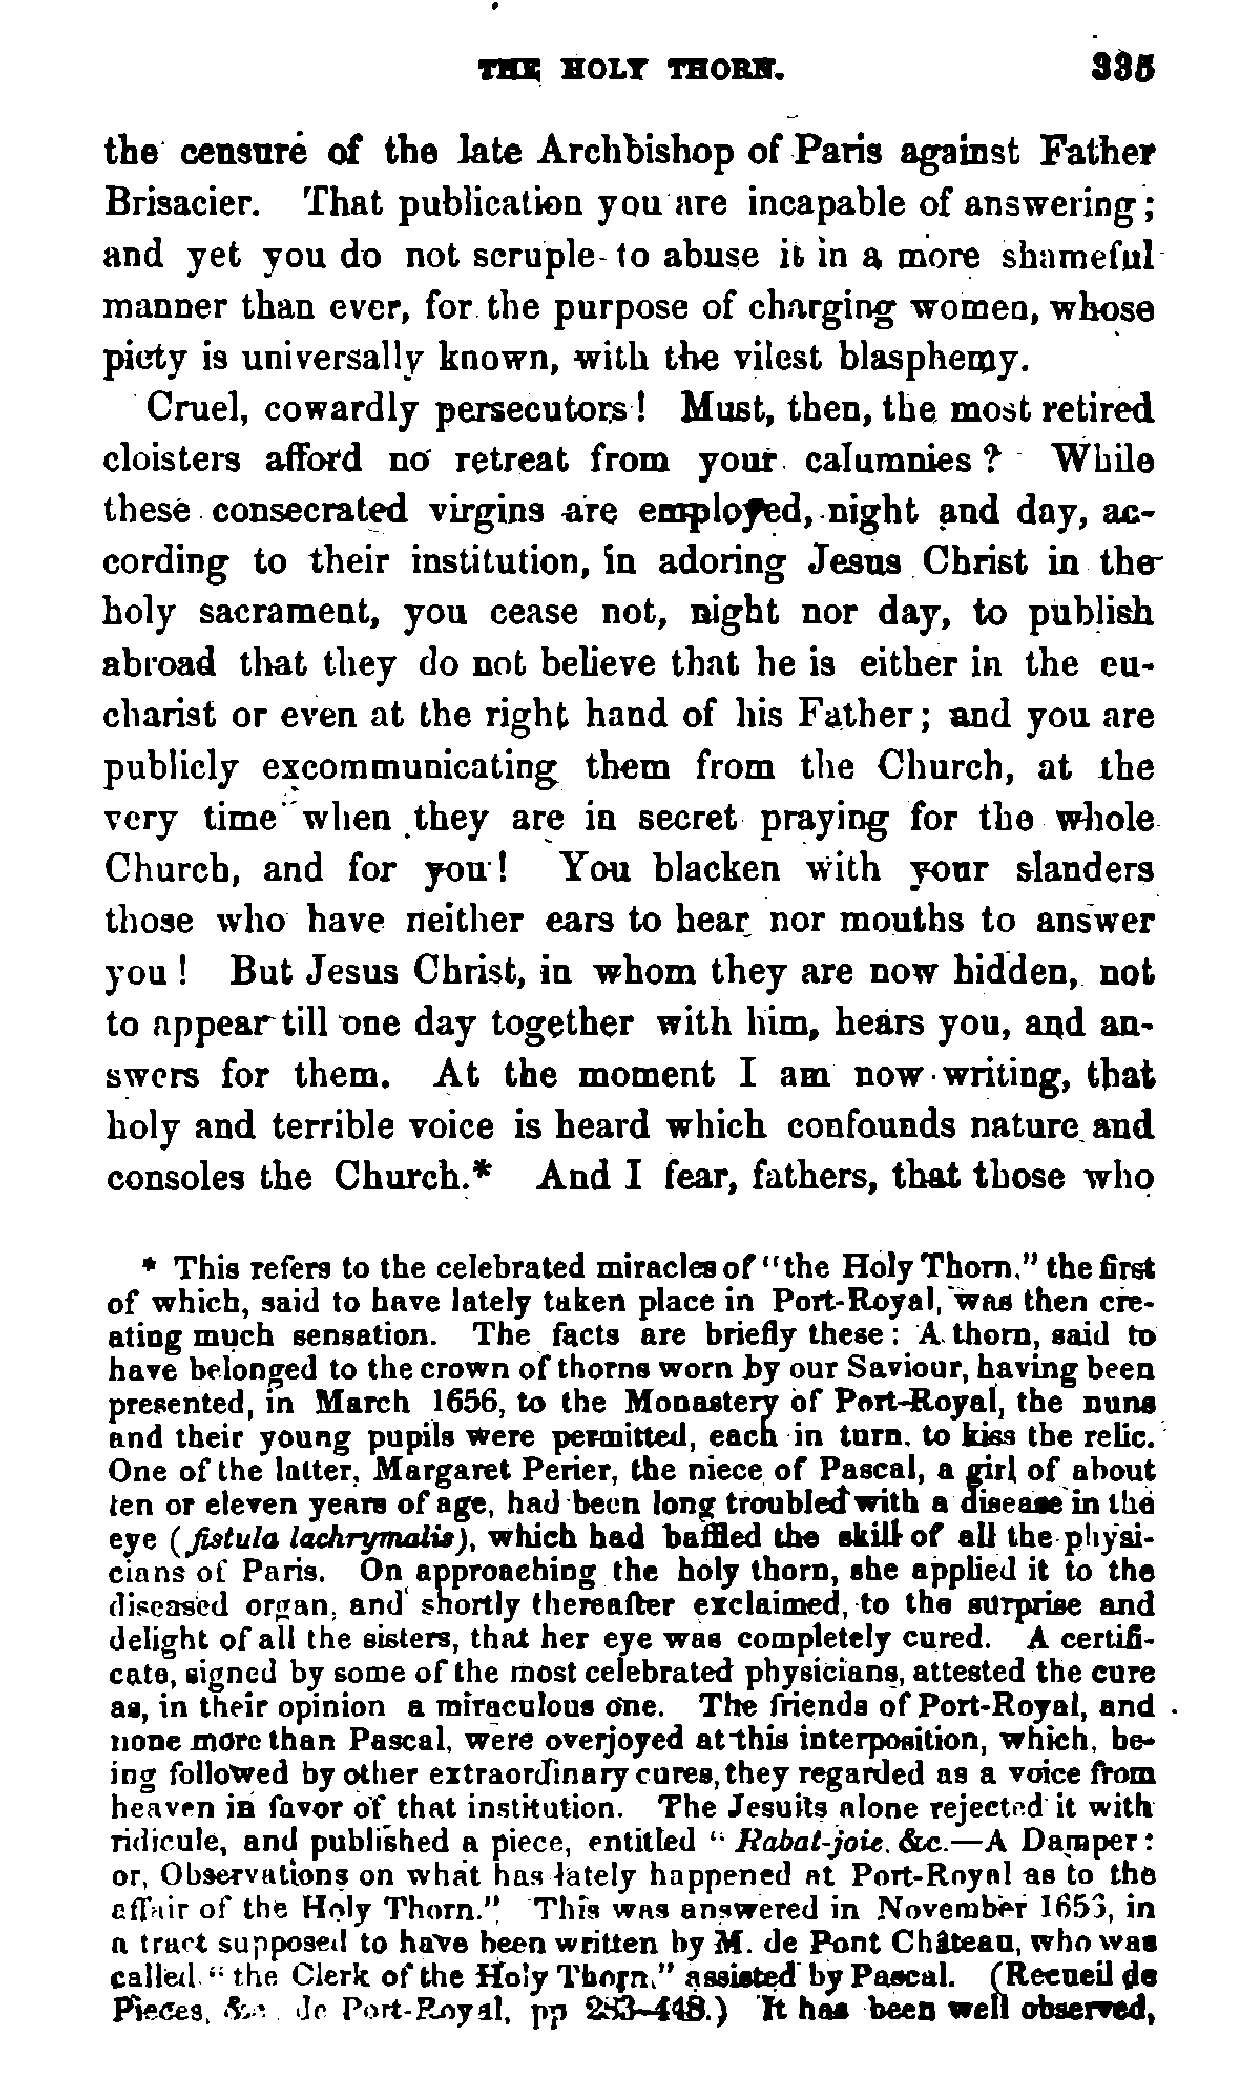 THE HOLY THORN. 335
the censure of the late Archbishop of Paris against Father
Brisacier. That publication you are incapable of answering;
and yet you do not scruple to abuse it in a more shameful
manner than ever, for the purpose of charging women, whose
piety is universally known, with the vilest blasphemy.
Cruel, cowardly persecutors! Must, then, the most retired
cloisters afford no retreat from your calumnies? While
these consecrated virgins are employed, night and day, ac-
cording to their institution, in adoring Jesus Christ in the
holy sacrament, you cease not, night nor day, to publish
abroad that they do not believe that he is either in the eu-
charist or even at the right hand of his Father; and you are
publicly excommunicating them from the Church, at the
very time when they are in secret praying for the whole
Church, and for you! You blacken with your slanders
those who have neither ears to hear nor mouths to answer
you! But Jesus Christ, in whom they are now hidden, not
to appear till one day together with him, hears you, and an-
swers for them. At the moment I am now writing, that
holy and terrible voice is heard which confounds nature and
consoles the Church.* And I fear, fathers, that those who
* This refers to the celebrated miracles of "the Holy Thorn," the first
of which, said to have lately taken place in Port-Royal, was then cre-
ating much sensation. The facts are briefly these: A thorn, said to
have belonged to the crown of thorns worn by our Saviour, having been
presented, in March 1656, to the Monastery of Port-Royal, the nuns
and their young pupils were permitted, each in turn, to kiss the relic.
One of the latter, Margaret Perier, the niece of Pascal, a girl of about
ten or eleven years of age, had been long troubled with a disease in the
eye (fistula lachrymalis), which had baffled the skill of all the physi-
cians of Paris. On approaching the holy thorn, she applied it to the
diseased organ, and shortly thereafter exclaimed, to the surprise and
delight of all the sisters, that her eye was completely cured. A certifi-
cate, signed by some of the most celebrated physicians, attested the cure
as, in their opinion a miraculous one. The friends of Port-Royal, and
none more than Pascal, were overjoyed at this interposition, which, be-
ing followed by other extraordinary cures, they regarded as a voice from
heaven in favor of that institution. The Jesuits alone rejected it with
ridicule, and published a piece, entitled "Rabat-joie, &c.—A Damper:
or, Observations on what has lately happened at Port-Royal as to the
affair of the Holy Thorn." This was answered in November 1656, in
a tract supposed to have been written by M. de Pont Château, who was
called "the Clerk of the Holy Thorn," assisted by Pascal. (Recueil de
Pieces, &c. de Port-Royal, pp 283—448.) It has been well observed,